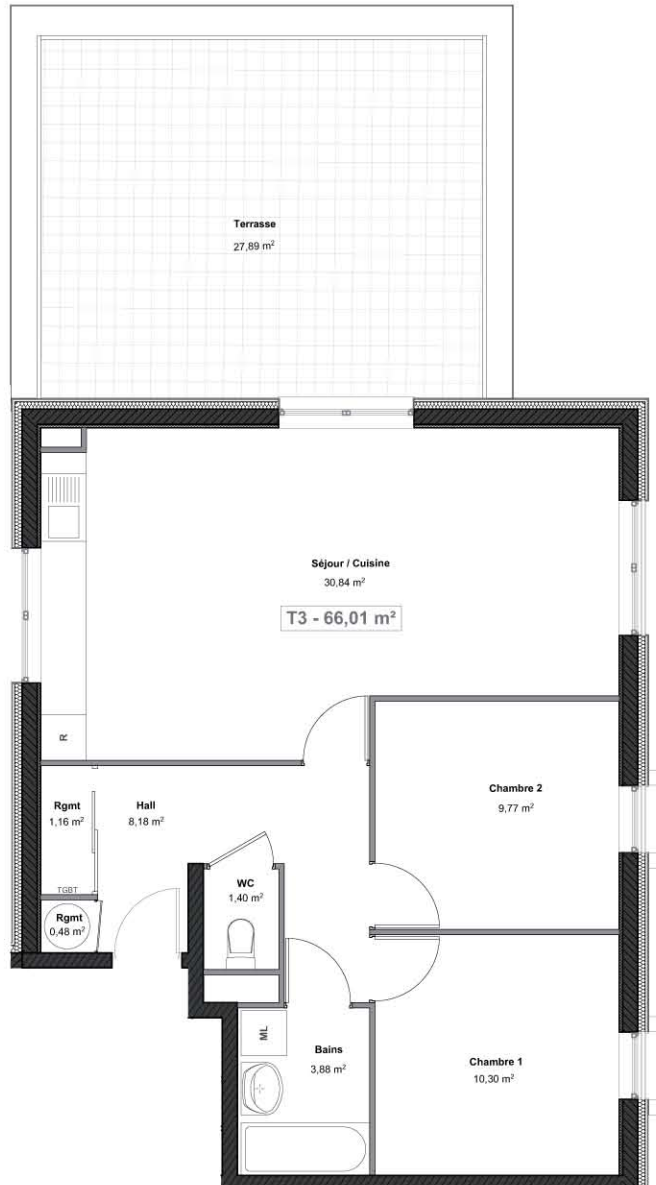 Terrasse
27,89 m²
Séjour / Cuisine
30,84 m²
T3 - 66,01 m²
R
Chambre 2
9,77 m²
Rgmt
1,16 m²
Hall
8,18 m²
TGBT
WC
1,40 m²
Rgmt
0,48 m²
ML
Bains
3,88 m²
Chambre 1
10,30 m²